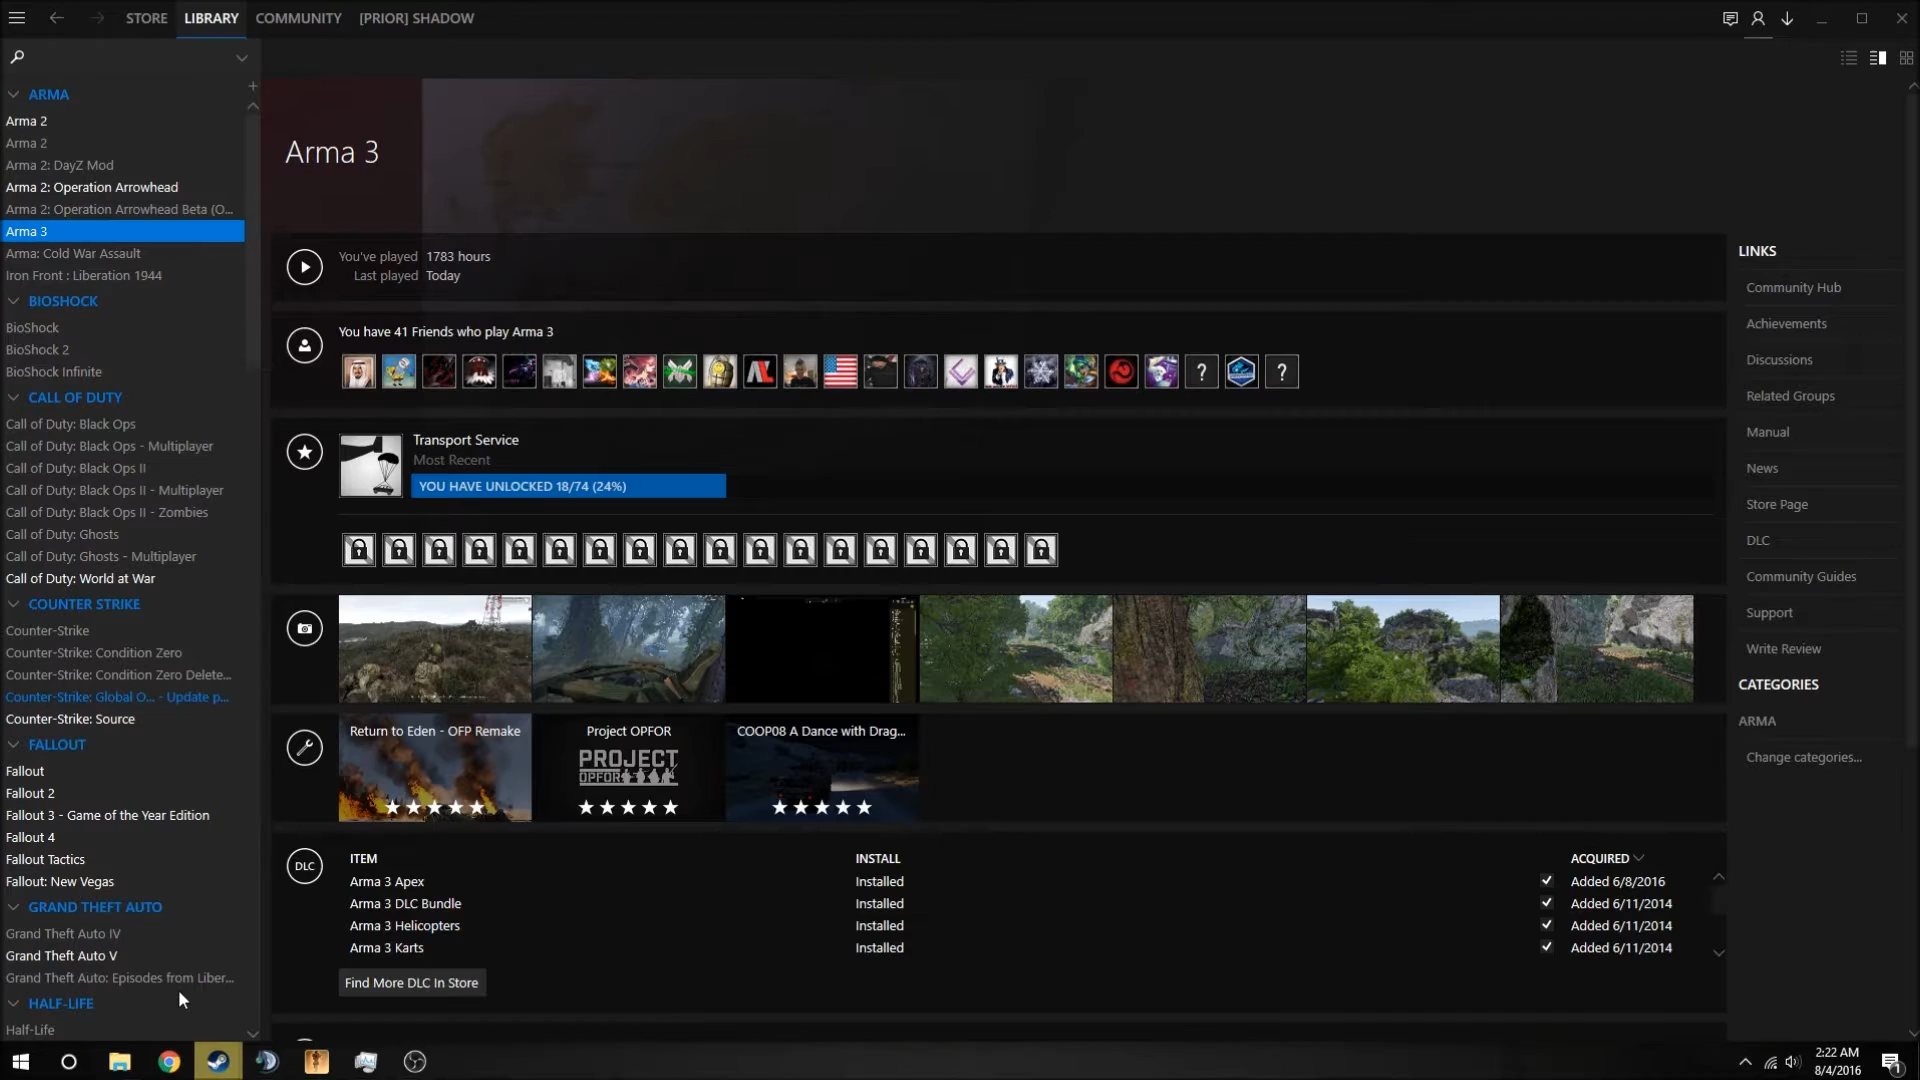 STORE LIBRARY COMMUNITY [PRIOR] SHADOW
ARMA
Arma 2
Arma 2
Arma 2: DayZ Mod
Arma 2: Operation Arrowhead
Arma 2: Operation Arrowhead Beta (O...
Arma 3
Arma: Cold War Assault
Iron Front : Liberation 1944
BIOSHOCK
BioShock
BioShock 2
BioShock Infinite
CALL OF DUTY
Call of Duty: Black Ops
Call of Duty: Black Ops - Multiplayer
Call of Duty: Black Ops II
Call of Duty: Black Ops II - Multiplayer
Call of Duty: Black Ops II - Zombies
Call of Duty: Ghosts
Call of Duty: Ghosts - Multiplayer
Call of Duty: World at War
COUNTER STRIKE
Counter-Strike
Counter-Strike: Condition Zero
Counter-Strike: Condition Zero Delete...
Counter-Strike: Global O... - Update p...
Counter-Strike: Source
FALLOUT
Fallout
Fallout 2
Fallout 3 - Game of the Year Edition
Fallout 4
Fallout Tactics
Fallout: New Vegas
GRAND THEFT AUTO
Grand Theft Auto IV
Grand Theft Auto V
Grand Theft Auto: Episodes from Liber...
HALF-LIFE
Half-Life
Arma 3
You've played 1783 hours
Last played Today
You have 41 Friends who play Arma 3
? ?
Transport Service
Most Recent
YOU HAVE UNLOCKED 18/74 (24%)
Return to Eden - OFP Remake
Project OPFOR
PROJECT
OPFOR
COOP08 A Dance with Drag...
DLC
ITEM INSTALL ACQUIRED
Arma 3 Apex Installed Added 6/8/2016
Arma 3 DLC Bundle Installed Added 6/11/2014
Arma 3 Helicopters Installed Added 6/11/2014
Arma 3 Karts Installed Added 6/11/2014
Find More DLC In Store
LINKS
Community Hub
Achievements
Discussions
Related Groups
Manual
News
Store Page
DLC
Community Guides
Support
Write Review
CATEGORIES
ARMA
Change categories...
2:22 AM
8/4/2016
1